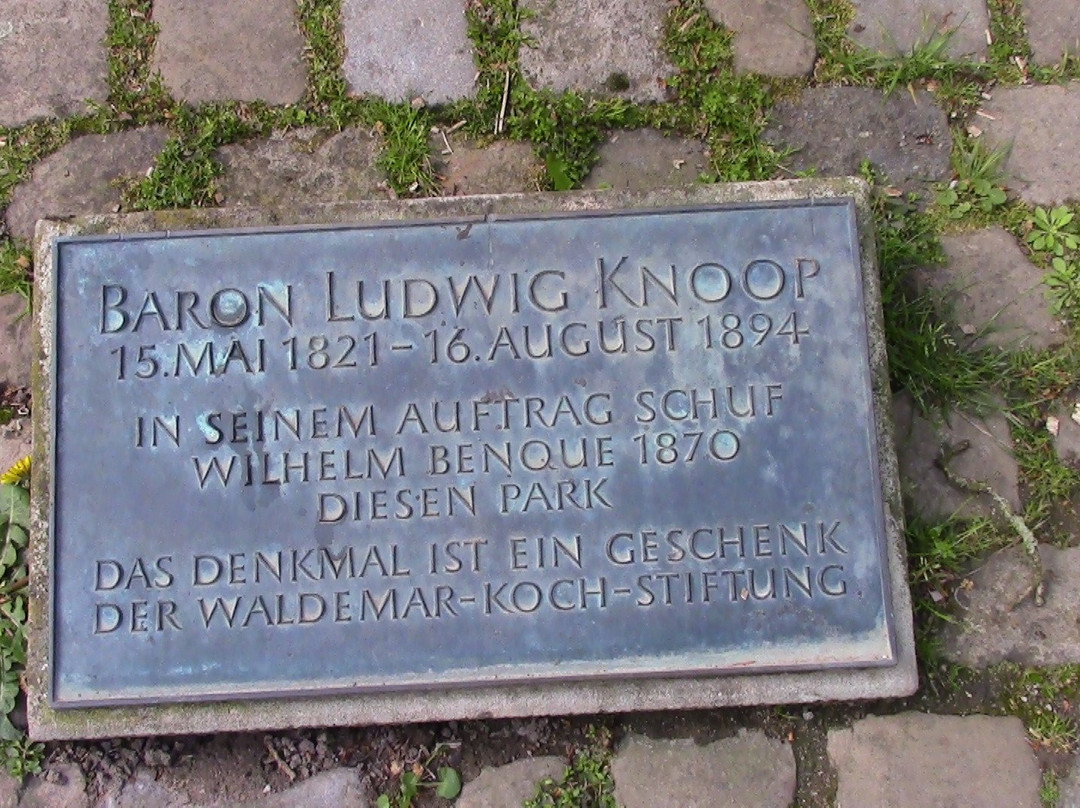 BARON LUDWIG KNOOP
15. MAI 1821 – 16. AUGUST 1894
IN SEINEM AUFTRAG SCHUF
WILHELM BENQUE 1870
DIESEN PARK
DAS DENKMAL IST EIN GESCHENK
DER WALDEMAR-KOCH-STIFTUNG